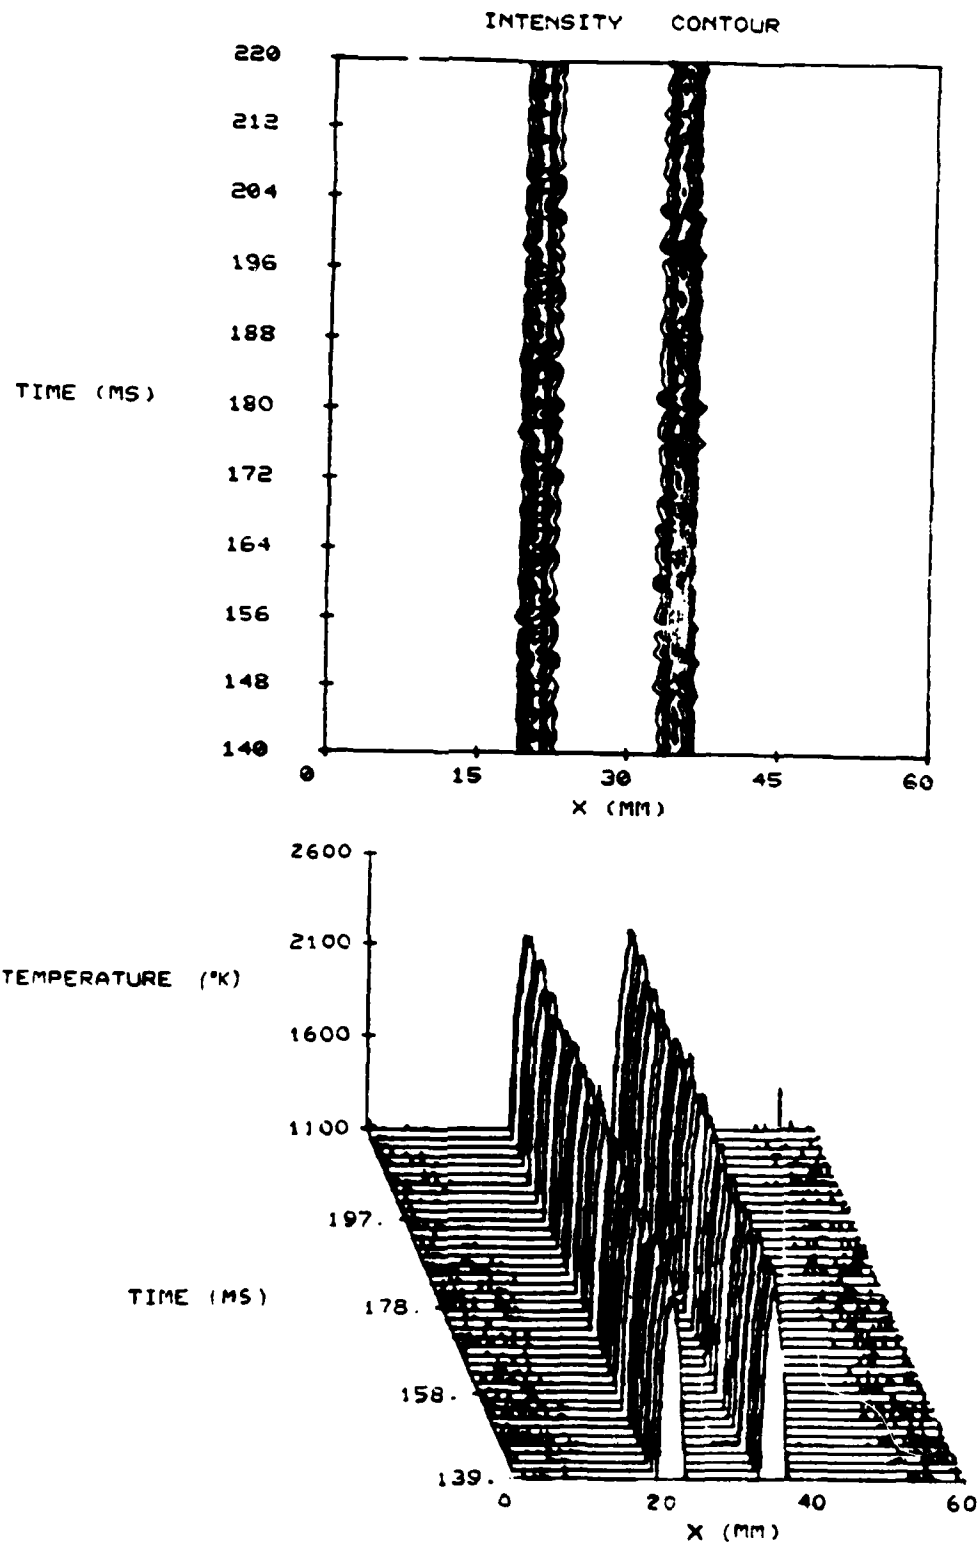 INTENSITY CONTOUR
220
212
204
196
188
TIME (MS)
180
172
164
156
148
140
0 15 30 45 60
X (MM)
2600
2100
TEMPERATURE (°K)
1600
1100
197.
TIME (MS)
178.
158.
139.
0 20 40 60
X (MM)